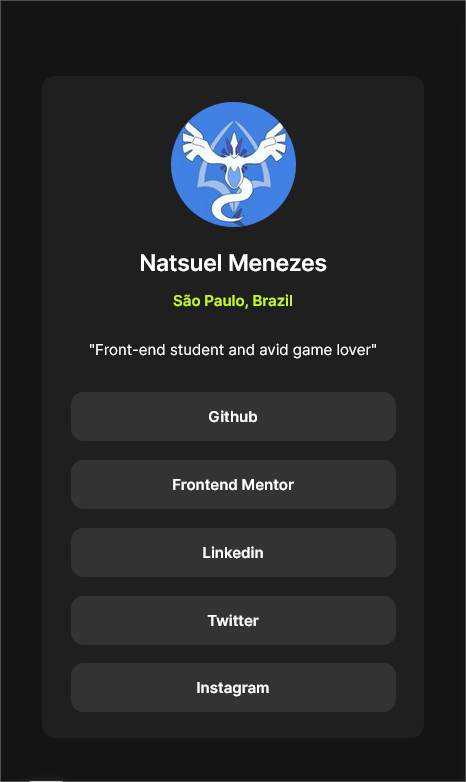 Natsuel Menezes
São Paulo, Brazil
"Front-end student and avid game lover"
Github
Frontend Mentor
Linkedin
Twitter
Instagram